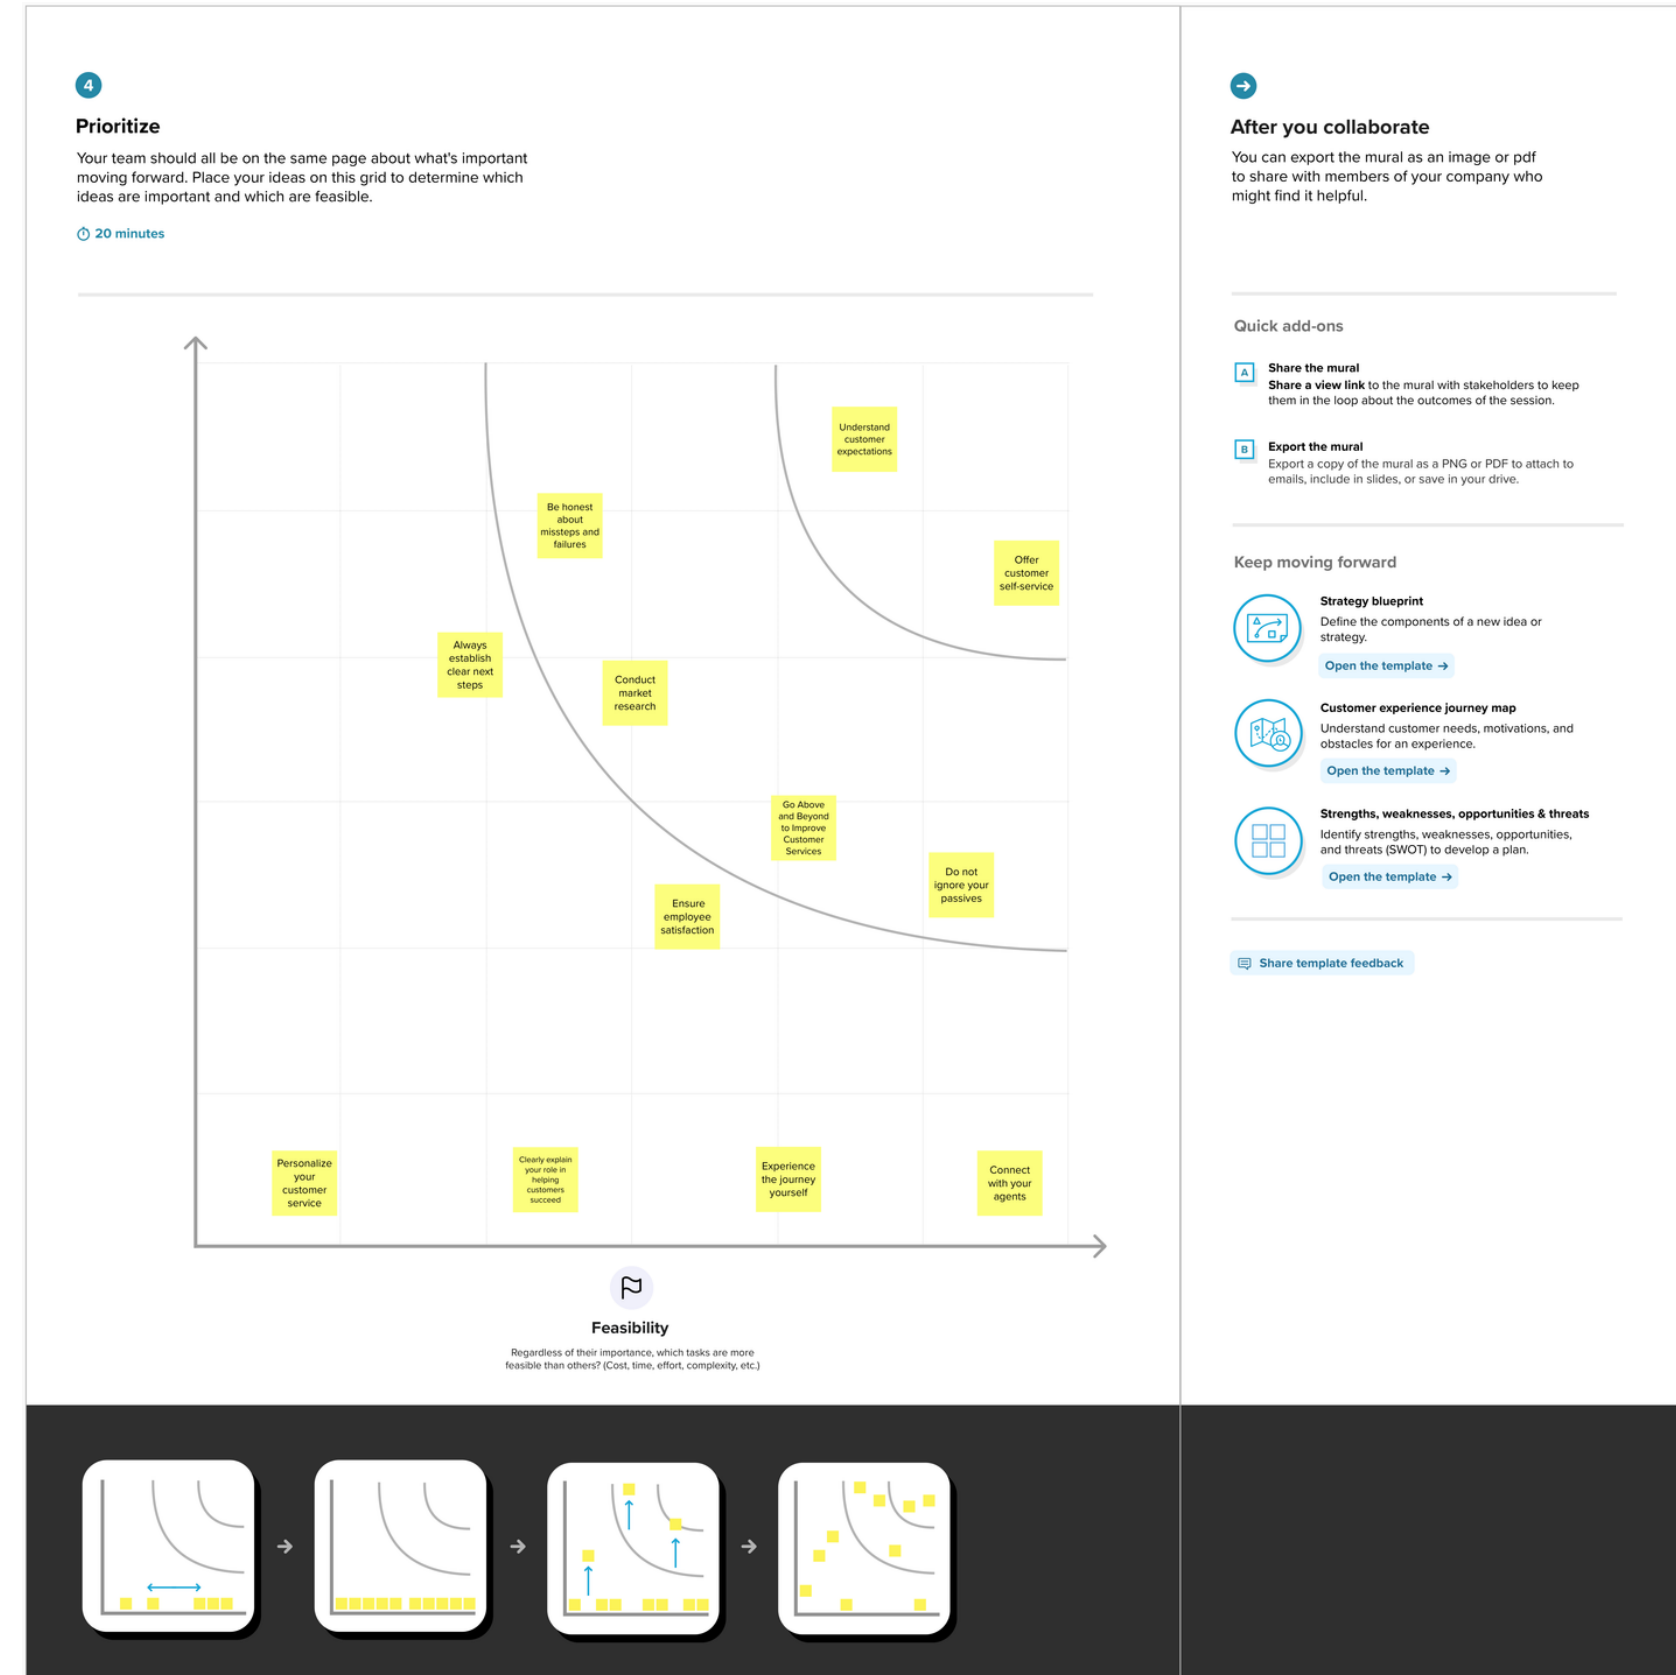 4
Prioritize
Your team should all be on the same page about what's important
moving forward. Place your ideas on this grid to determine which
ideas are important and which are feasible.
20 minutes
Understand
customer
expectations
Be honest
about
missteps and
failures
Offer
customer
self-service
Always
establish
clear next
steps
Conduct
market
research
Go Above
and Beyond
to Improve
Customer
Services
Do not
ignore your
passives
Ensure
employee
satisfaction
Personalize
your
customer
service
Clearly explain
your role in
helping
customers
succeed
Experience
the journey
yourself
Connect
with your
agents
Feasibility
Regardless of their importance, which tasks are more
feasible than others? (Cost, time, effort, complexity, etc.)
After you collaborate
You can export the mural as an image or pdf
to share with members of your company who
might find it helpful.
Quick add-ons
A
Share the mural
Share a view link to the mural with stakeholders to keep
them in the loop about the outcomes of the session.
B
Export the mural
Export a copy of the mural as a PNG or PDF to attach to
emails, include in slides, or save in your drive.
Keep moving forward
Strategy blueprint
Define the components of a new idea or
strategy.
Open the template →
Customer experience journey map
Understand customer needs, motivations, and
obstacles for an experience.
Open the template →
Strengths, weaknesses, opportunities & threats
Identify strengths, weaknesses, opportunities,
and threats (SWOT) to develop a plan.
Open the template →
Share template feedback